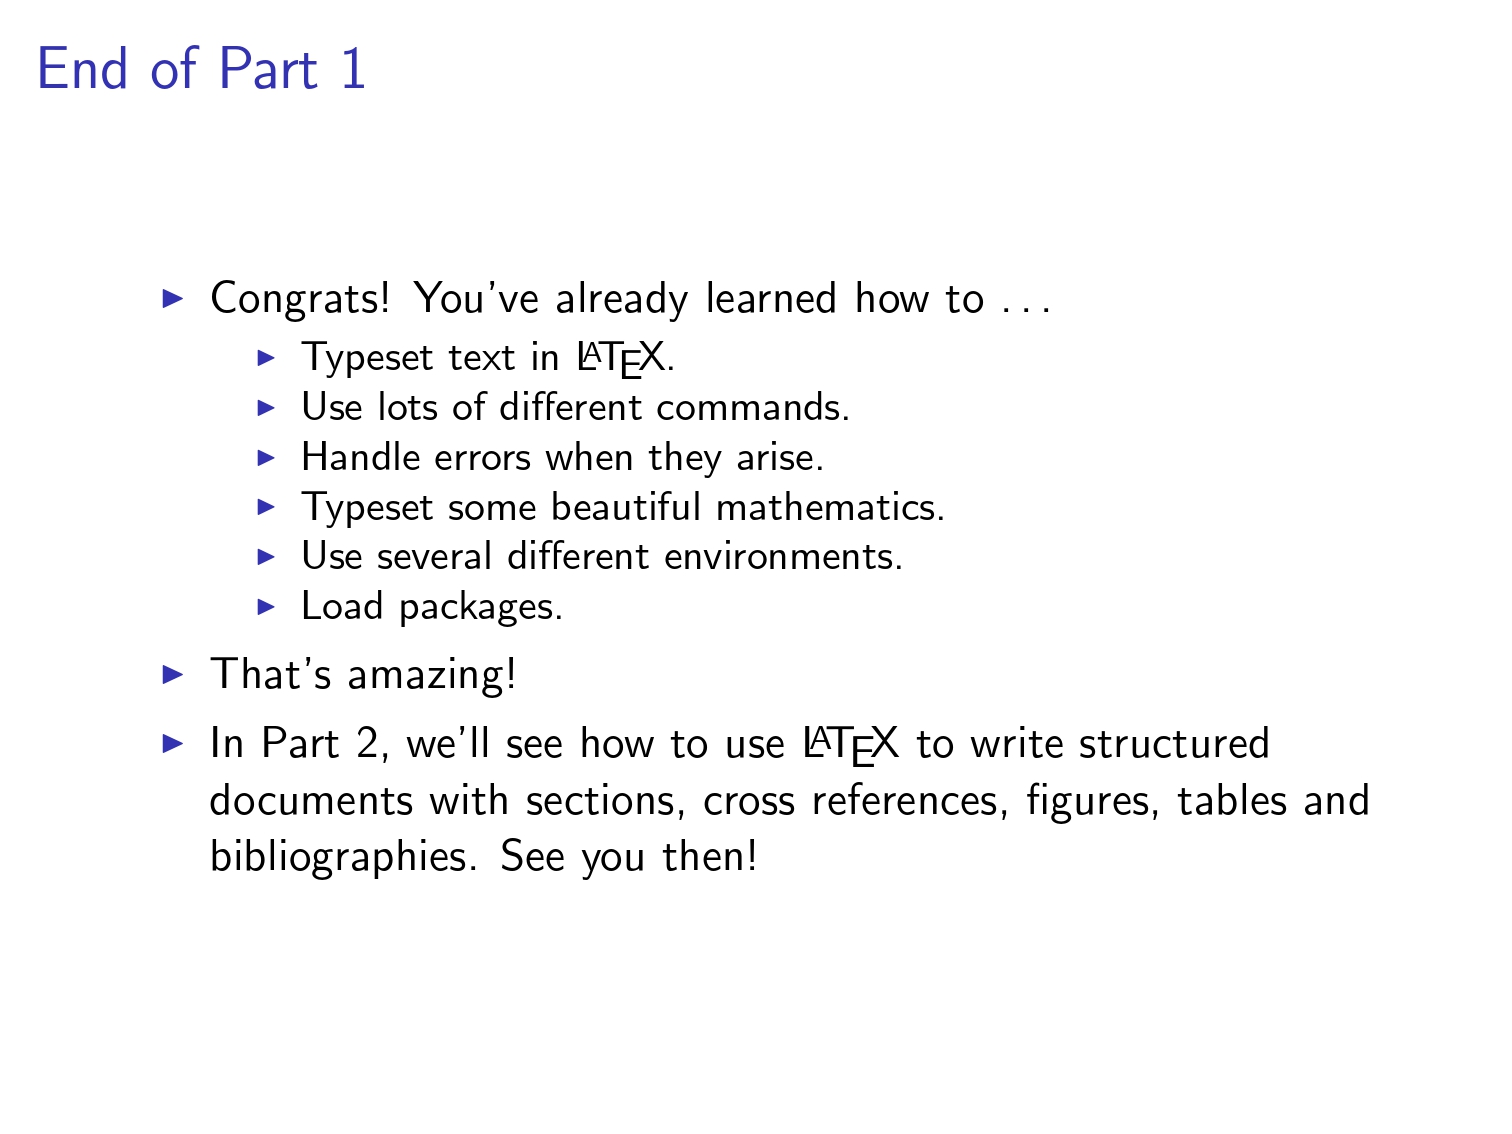 End of Part 1
▶ Congrats! You've already learned how to . . .
▶ Typeset text in LATEX.
▶ Use lots of different commands.
▶ Handle errors when they arise.
▶ Typeset some beautiful mathematics.
▶ Use several different environments.
▶ Load packages.
▶ That's amazing!
▶ In Part 2, we'll see how to use LATEX to write structured
documents with sections, cross references, figures, tables and
bibliographies. See you then!